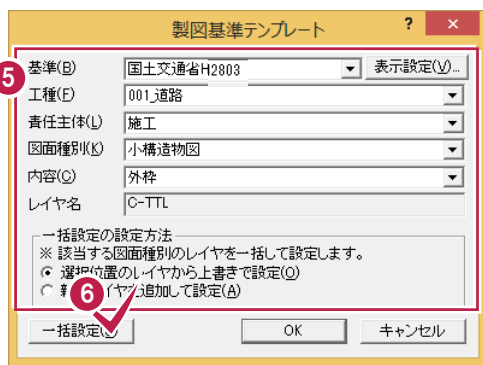 製図基準テンプレート ? ×
5
基準(B) 国土交通省H2803 表示設定(V)...
工種(F) 001_道路
責任主体(L) 施工
図面種別(K) 小構造物図
内容(C) 外枠
レイヤ名 C-TTL
一括設定の設定方法
※ 該当する図面種別のレイヤを一括して設定します。
選択位置のレイヤから上書きで設定(O)
レイヤを追加して設定(A)
6
一括設定 OK キャンセル